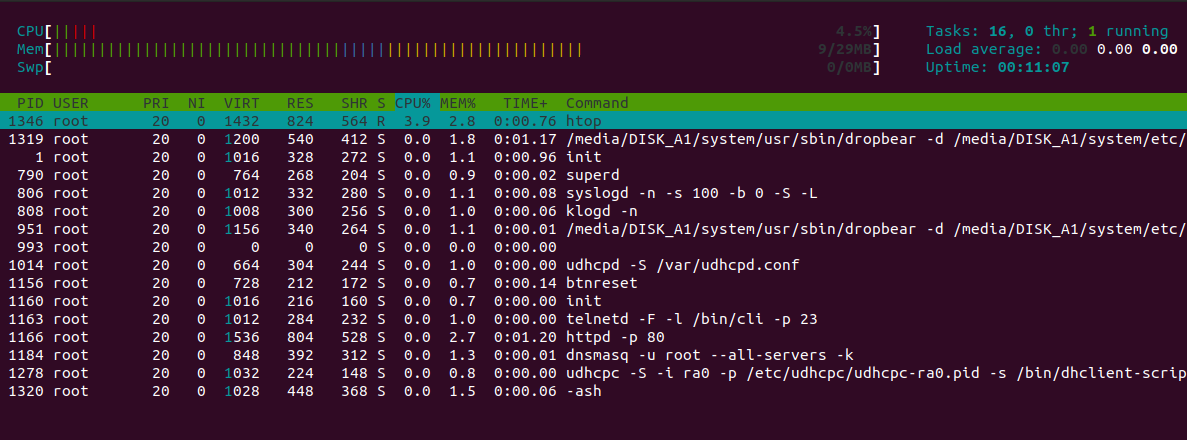 CPU[||||| 4.5%] Tasks: 16, 0 thr; 1 running
Mem[||||||||||||||||||||||||||||||||||||||||||||||||||||||||||| 9/29MB] Load average: 0.00 0.00 0.00
Swp[ 0/0MB] Uptime: 00:11:07
PID USER PRI NI VIRT RES SHR S CPU% MEM% TIME+ Command
1346 root 20 0 1432 824 564 R 3.9 2.8 0:00.76 htop
1319 root 20 0 1200 540 412 S 0.0 1.8 0:01.17 /media/DISK_A1/system/usr/sbin/dropbear -d /media/DISK_A1/system/etc/
1 root 20 0 1016 328 272 S 0.0 1.1 0:00.96 init
790 root 20 0 764 268 204 S 0.0 0.9 0:00.02 superd
806 root 20 0 1012 332 280 S 0.0 1.1 0:00.08 syslogd -n -s 100 -b 0 -S -L
808 root 20 0 1008 300 256 S 0.0 1.0 0:00.06 klogd -n
951 root 20 0 1156 340 264 S 0.0 1.1 0:00.01 /media/DISK_A1/system/usr/sbin/dropbear -d /media/DISK_A1/system/etc/
993 root 20 0 0 0 0 S 0.0 0.0 0:00.00
1014 root 20 0 664 304 244 S 0.0 1.0 0:00.00 udhcpd -S /var/udhcpd.conf
1156 root 20 0 728 212 172 S 0.0 0.7 0:00.14 btnreset
1160 root 20 0 1016 216 160 S 0.0 0.7 0:00.00 init
1163 root 20 0 1012 284 232 S 0.0 1.0 0:00.00 telnetd -F -l /bin/cli -p 23
1166 root 20 0 1536 804 528 S 0.0 2.7 0:01.20 httpd -p 80
1184 root 20 0 848 392 312 S 0.0 1.3 0:00.01 dnsmasq -u root --all-servers -k
1278 root 20 0 1032 224 148 S 0.0 0.8 0:00.00 udhcpc -S -i ra0 -p /etc/udhcpc/udhcpc-ra0.pid -s /bin/dhclient-scrip
1320 root 20 0 1028 448 368 S 0.0 1.5 0:00.06 -ash